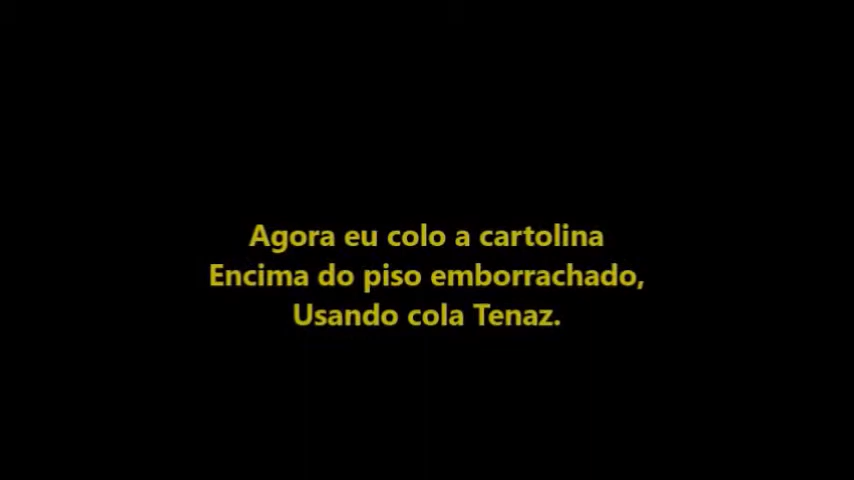 Agora eu colo a cartolina
Encima do piso emborrachado,
Usando cola Tenaz.